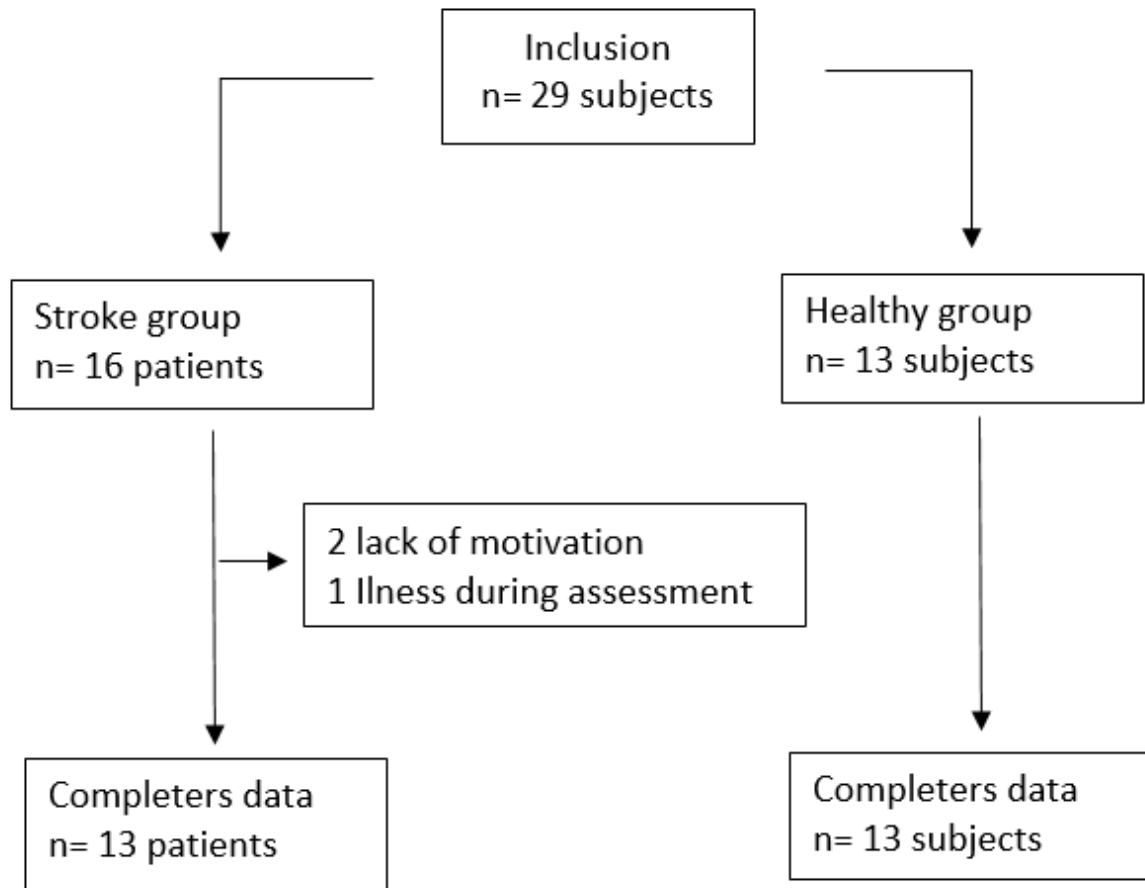 Inclusion
n= 29 subjects
Stroke group
n= 16 patients
Healthy group
n= 13 subjects
2 lack of motivation
1 Ilness during assessment
Completers data
n= 13 patients
Completers data
n= 13 subjects